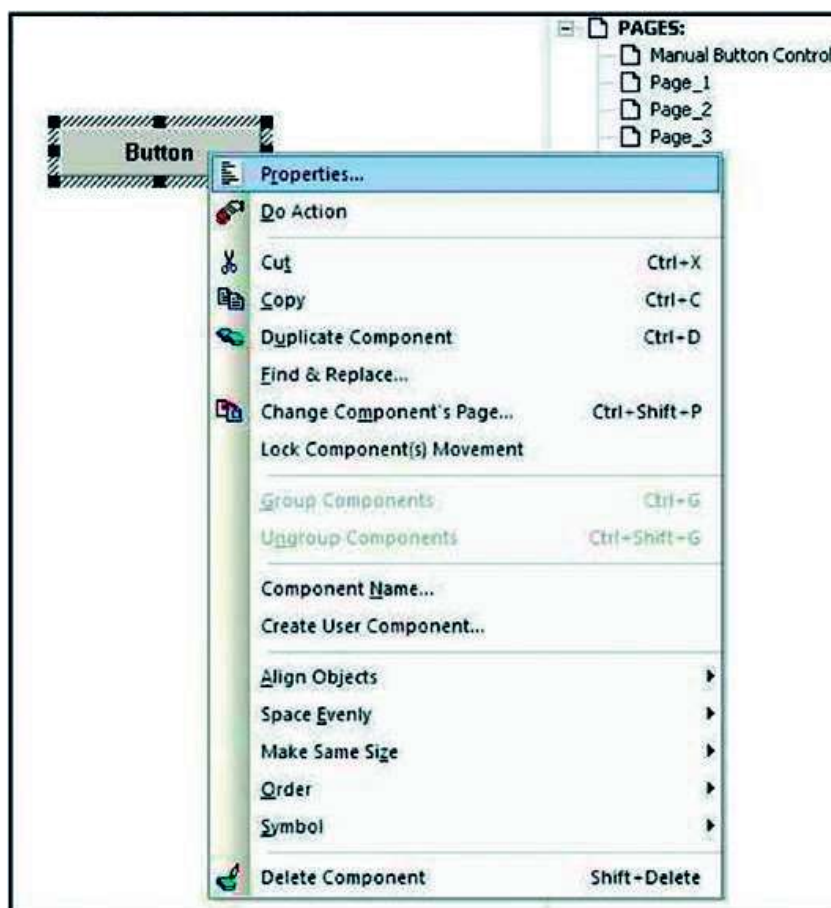 PAGES:
Manual Button Control
Page_1
Page_2
Page_3
Button
Properties...
Do Action
Cut Ctrl+X
Copy Ctrl+C
Duplicate Component Ctrl+D
Find & Replace...
Change Component's Page... Ctrl+Shift+P
Lock Component(s) Movement
Group Components Ctrl+G
Ungroup Components Ctrl+Shift+G
Component Name...
Create User Component...
Align Objects
Space Evenly
Make Same Size
Order
Symbol
Delete Component Shift+Delete